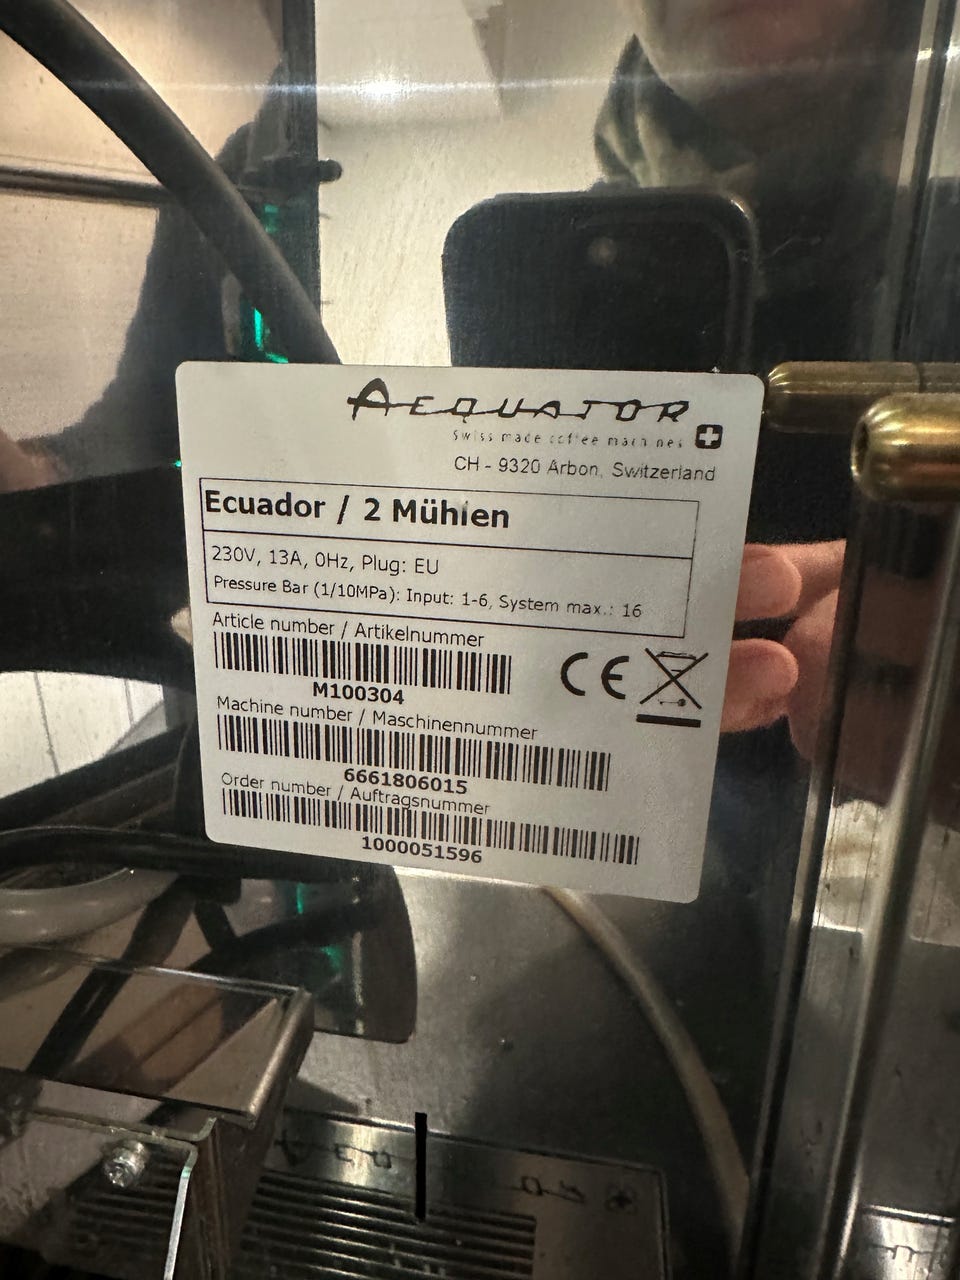 AEQUATOR
Swiss made coffee machines
CH - 9320 Arbon, Switzerland
Ecuador / 2 Mühlen
230V, 13A, 0Hz, Plug: EU
Pressure Bar (1/10MPa): Input: 1-6, System max.: 16
Article number / Artikelnummer
M100304
CE
Machine number / Maschinennummer
6661806015
Order number / Auftragsnummer
1000051596